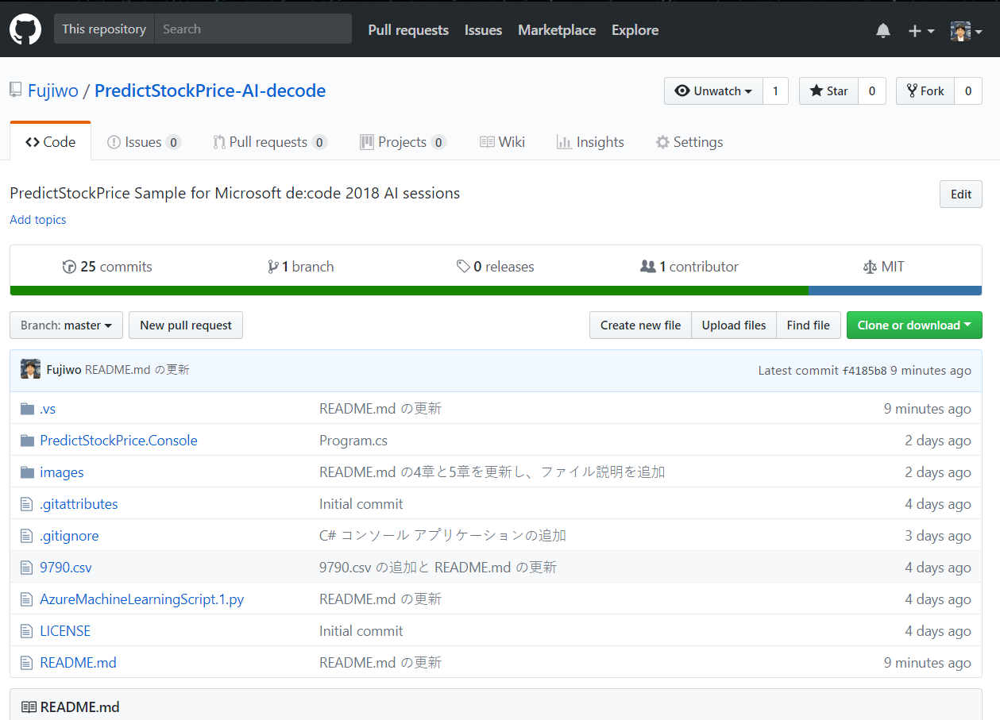 This repository Search Pull requests Issues Marketplace Explore
Fujiwo / PredictStockPrice-AI-decode Unwatch 1 Star 0 Fork 0
Code Issues 0 Pull requests 0 Projects 0 Wiki Insights Settings
PredictStockPrice Sample for Microsoft de:code 2018 AI sessions Edit
Add topics
25 commits 1 branch 0 releases 1 contributor MIT
Branch: master New pull request Create new file Upload files Find file Clone or download
Fujiwo README.md の更新 Latest commit f4185b8 9 minutes ago
.vs README.md の更新 9 minutes ago
PredictStockPrice.Console Program.cs 2 days ago
images README.md の4章と5章を更新し、ファイル説明を追加 2 days ago
.gitattributes Initial commit 4 days ago
.gitignore C# コンソール アプリケーションの追加 3 days ago
9790.csv 9790.csv の追加と README.md の更新 4 days ago
AzureMachineLearningScript.1.py README.md の更新 4 days ago
LICENSE Initial commit 4 days ago
README.md README.md の更新 9 minutes ago
README.md